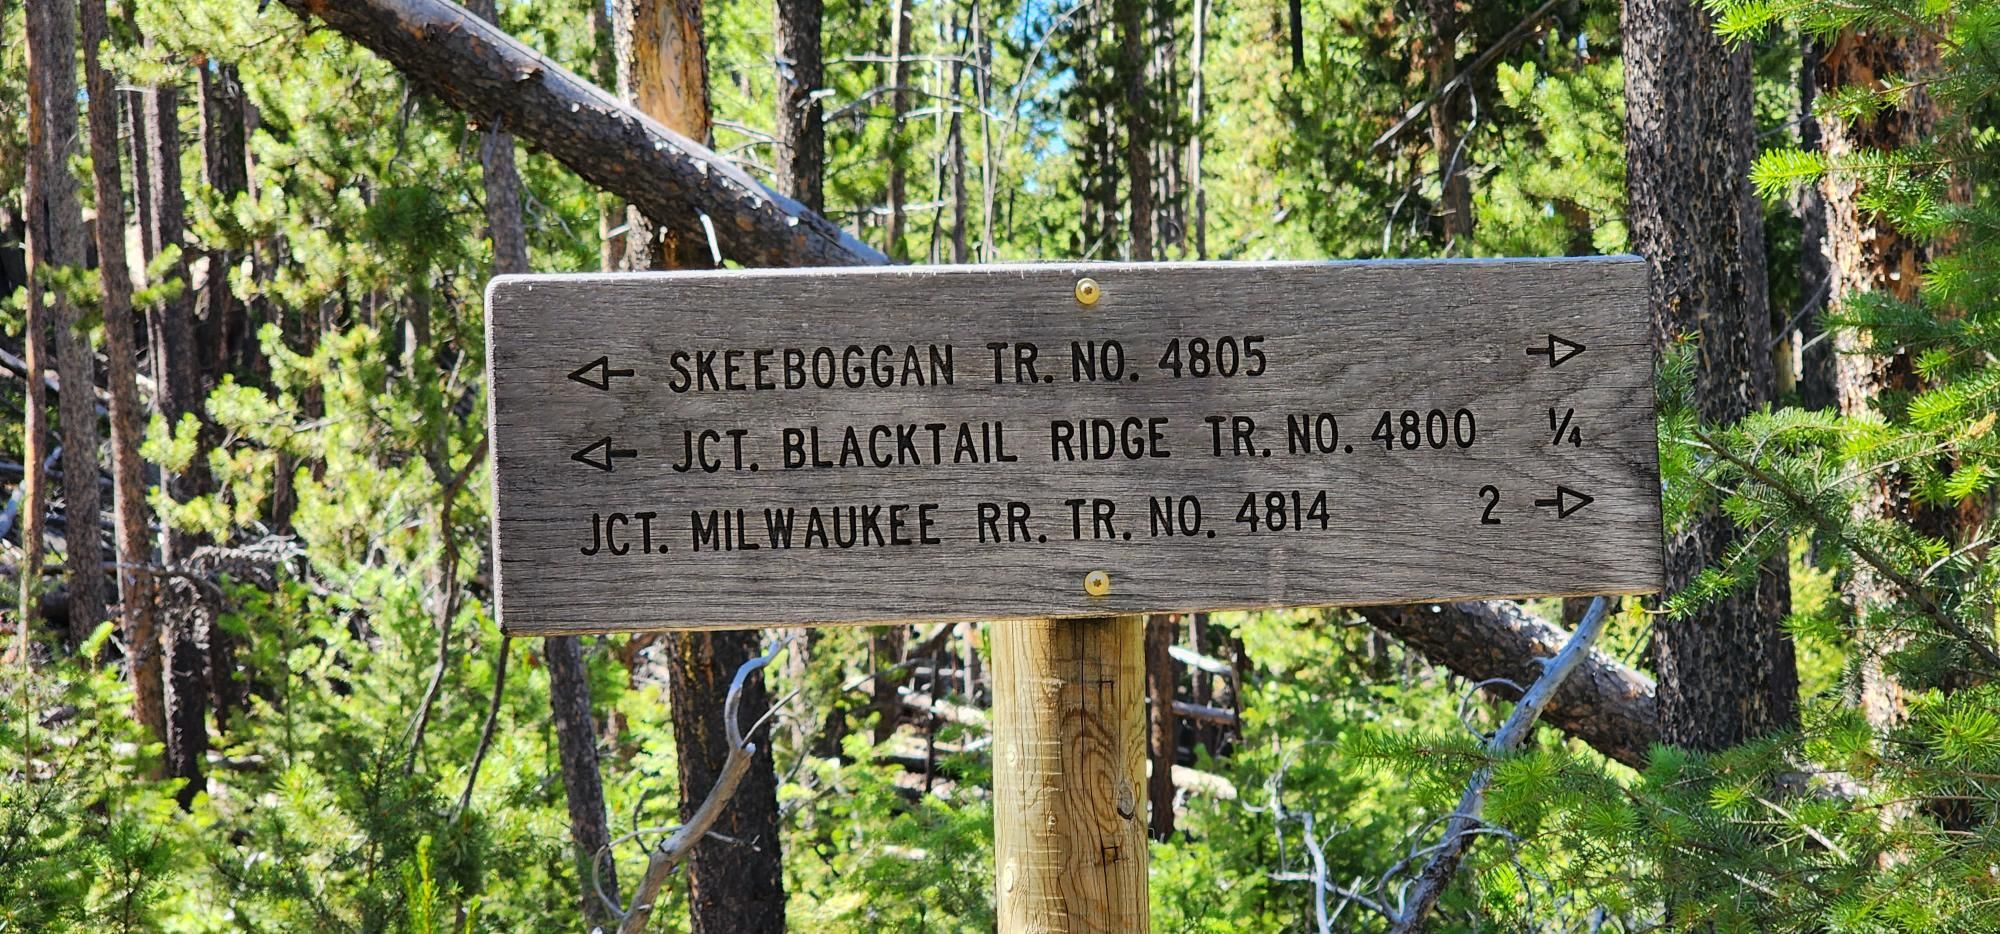 ← SKEEBOGGAN TR. NO. 4805 →
← JCT. BLACKTAIL RIDGE TR. NO. 4800 1/4
JCT. MILWAUKEE RR. TR. NO. 4814 2 →